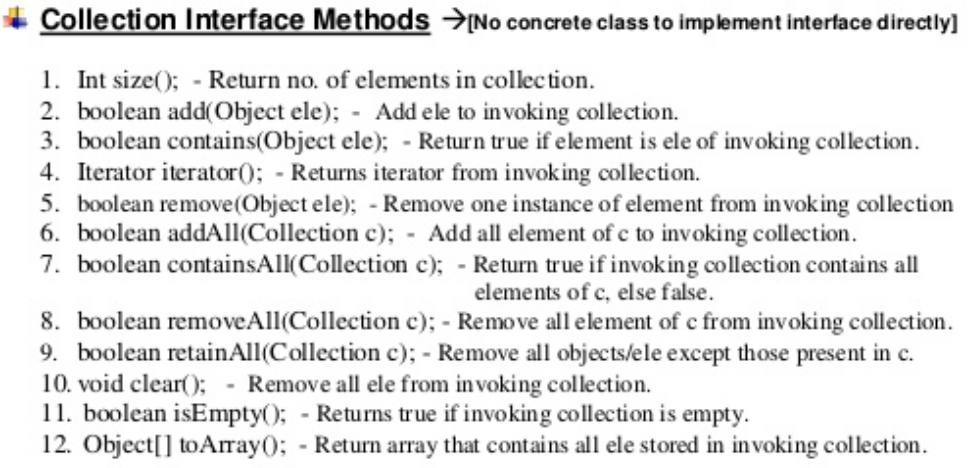 Collection Interface Methods →[No concrete class to implement interface directly]
1. Int size(); - Return no. of elements in collection.
2. boolean add(Object ele); - Add ele to invoking collection.
3. boolean contains(Object ele); - Return true if element is ele of invoking collection.
4. Iterator iterator(); - Returns iterator from invoking collection.
5. boolean remove(Object ele); - Remove one instance of element from invoking collection
6. boolean addAll(Collection c); - Add all element of c to invoking collection.
7. boolean containsAll(Collection c); - Return true if invoking collection contains all
elements of c, else false.
8. boolean removeAll(Collection c); - Remove all element of c from invoking collection.
9. boolean retainAll(Collection c); - Remove all objects/ele except those present in c.
10. void clear(); - Remove all ele from invoking collection.
11. boolean isEmpty(); - Returns true if invoking collection is empty.
12. Object[] toArray(); - Return array that contains all ele stored in invoking collection.